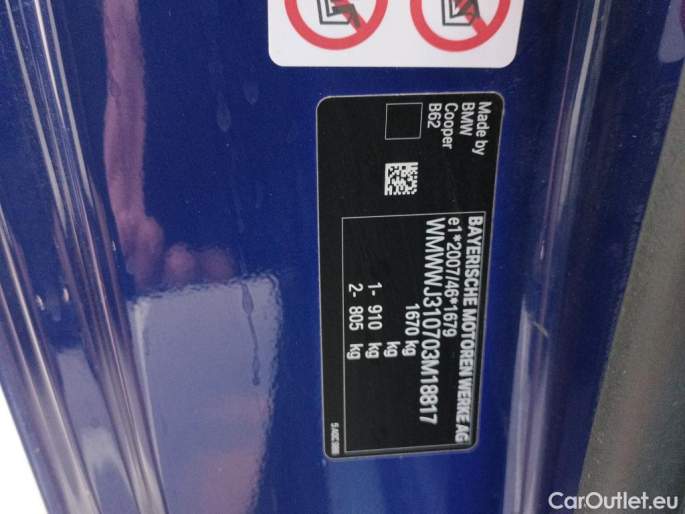 BAYERISCHE MOTOREN WERKE AG
e1*2007/46*1679
WMWWJ310703M18817
1670 kg
kg
1- 910 kg
2- 805 kg
Made by
BMW
Cooper
B62
CarOutlet.eu